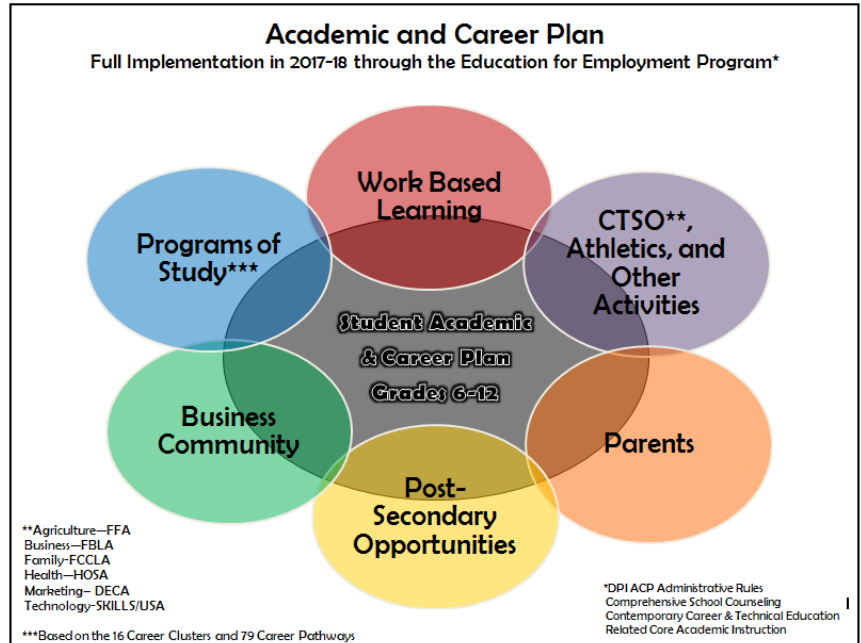 Academic and Career Plan
Full Implementation in 2017-18 through the Education for Employment Program*
Work Based
Learning
CTSO**,
Athletics, and
Other
Activities
Programs of
Study***
Student Academic
& Career Plan
Grades 6-12
Business
Community
Parents
Post-
Secondary
Opportunities
**Agriculture—FFA
Business—FBLA
Family-FCCLA
Health—HOSA
Marketing– DECA
Technology-SKILLS/USA
***Based on the 16 Career Clusters and 79 Career Pathways
*DPI ACP Administrative Rules
Comprehensive School Counseling
Contemporary Career & Technical Education
Related Core Academic Instruction